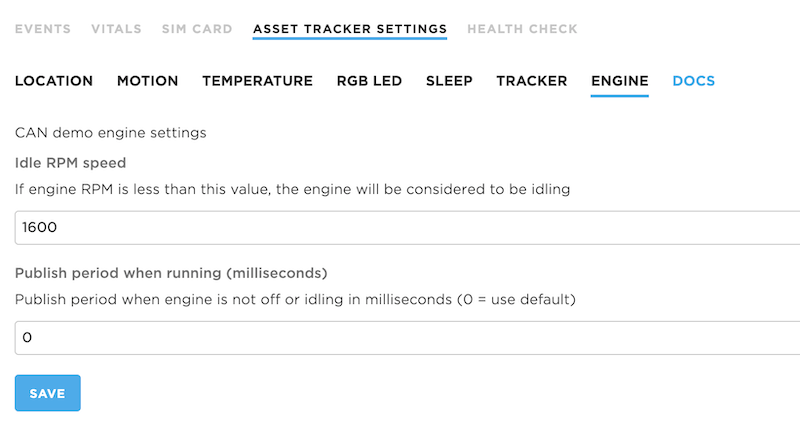 EVENTS VITALS SIM CARD ASSET TRACKER SETTINGS HEALTH CHECK
LOCATION MOTION TEMPERATURE RGB LED SLEEP TRACKER ENGINE DOCS
CAN demo engine settings
Idle RPM speed
If engine RPM is less than this value, the engine will be considered to be idling
1600
Publish period when running (milliseconds)
Publish period when engine is not off or idling in milliseconds (0 = use default)
0
SAVE